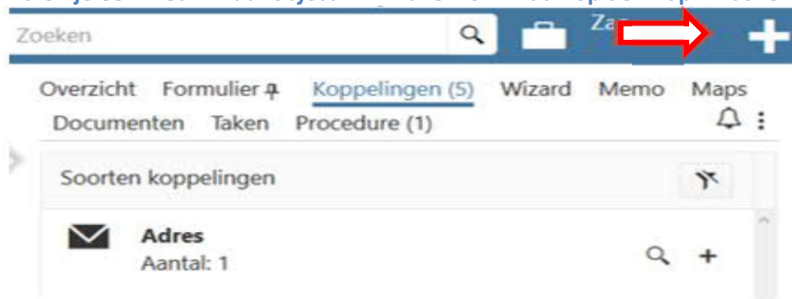 Zoeken
Overzicht Formulier Koppelingen (5) Wizard Memo Maps
Documenten Taken Procedure (1)
Soorten koppelingen
Adres
Aantal: 1